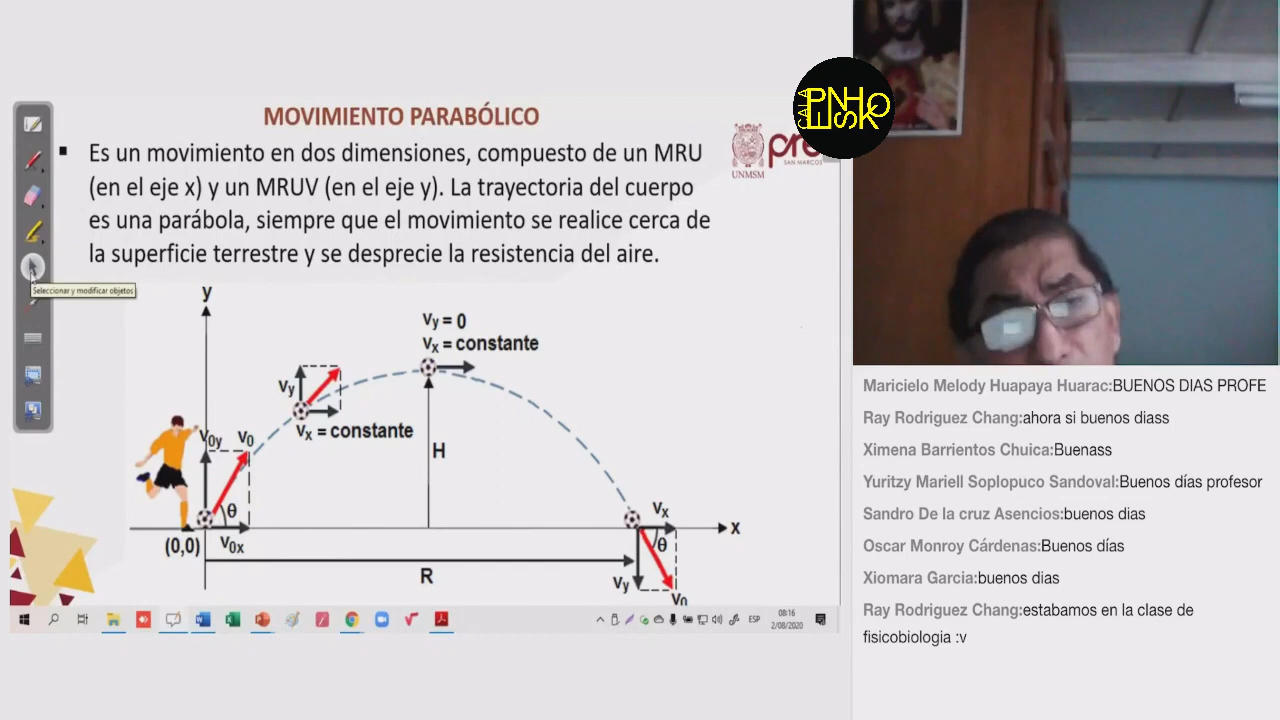 MOVIMIENTO PARABÓLICO
Es un movimiento en dos dimensiones, compuesto de un MRU
(en el eje x) y un MRUV (en el eje y). La trayectoria del cuerpo
es una parábola, siempre que el movimiento se realice cerca de
la superficie terrestre y se desprecie la resistencia del aire.
UNMSM
pre
SAN MARCOS
CALA
PENSHKO
Seleccionar y modificar objetos
y
vy = 0
vx = constante
vy
vx = constante
v0y
v0
H
θ
(0,0)
v0x
vx
x
θ
R
vy
v0
ESP
08:16
2/08/2020
Maricielo Melody Huapaya Huarac:BUENOS DIAS PROFE
Ray Rodriguez Chang:ahora si buenos diass
Ximena Barrientos Chuica:Buenass
Yuritzy Mariell Soplopuco Sandoval:Buenos días profesor
Sandro De la cruz Asencios:buenos dias
Oscar Monroy Cárdenas:Buenos días
Xiomara Garcia:buenos dias
Ray Rodriguez Chang:estabamos en la clase de
fisicobiologia :v